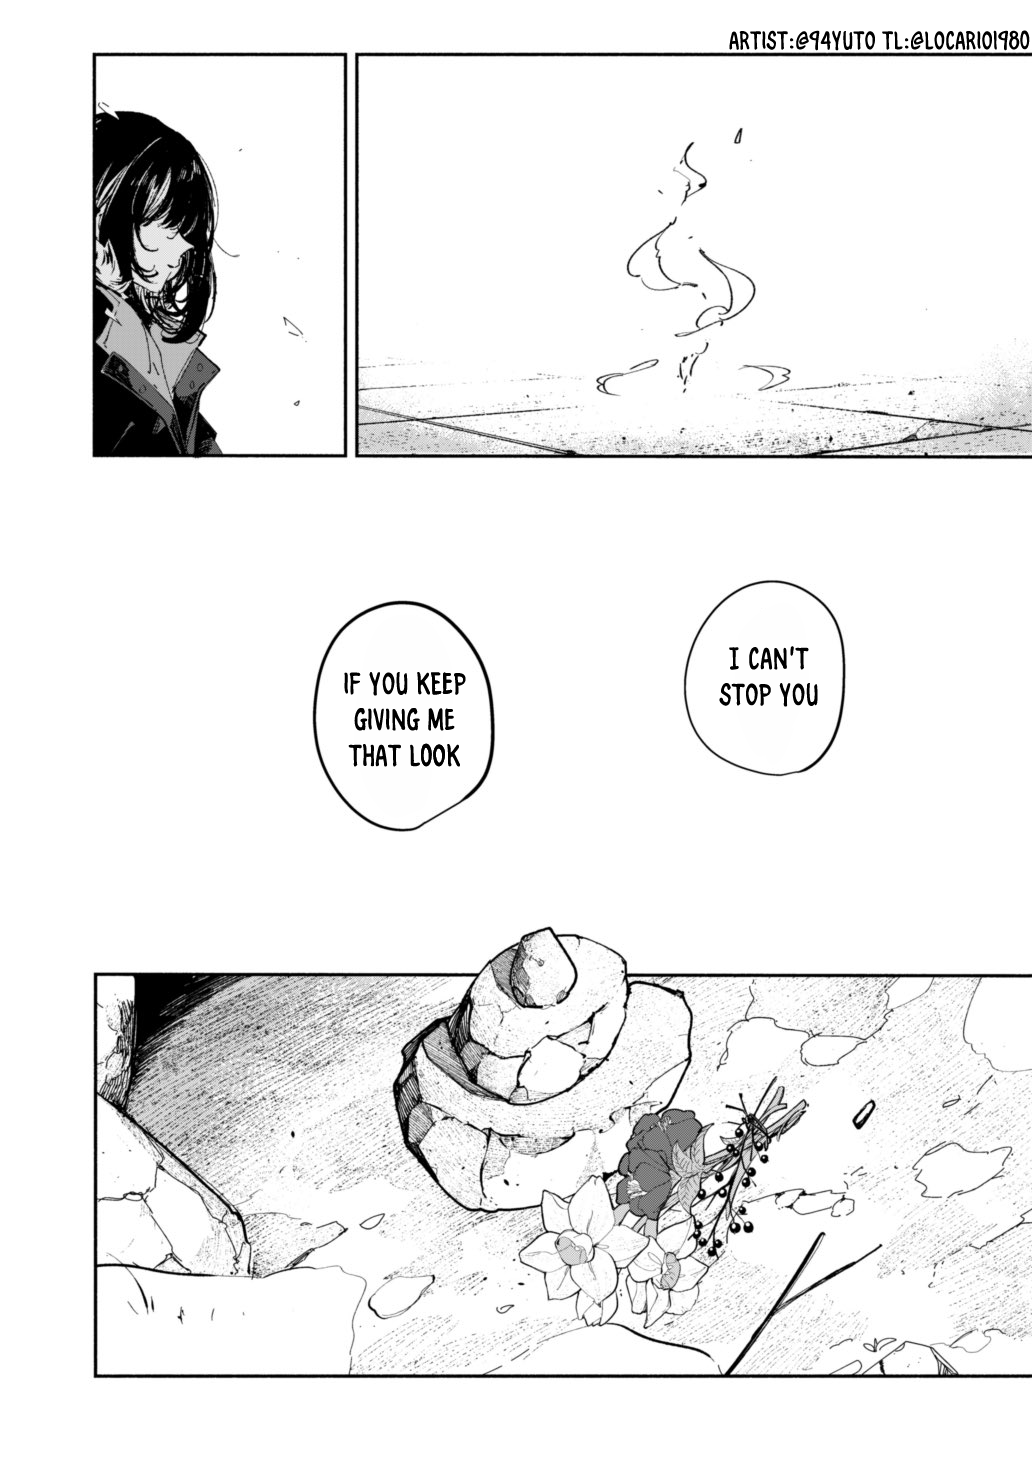 ARTIST:@94YUTO TL:@LOCARIO1980
I CAN'T
STOP YOU
IF YOU KEEP
GIVING ME
THAT LOOK